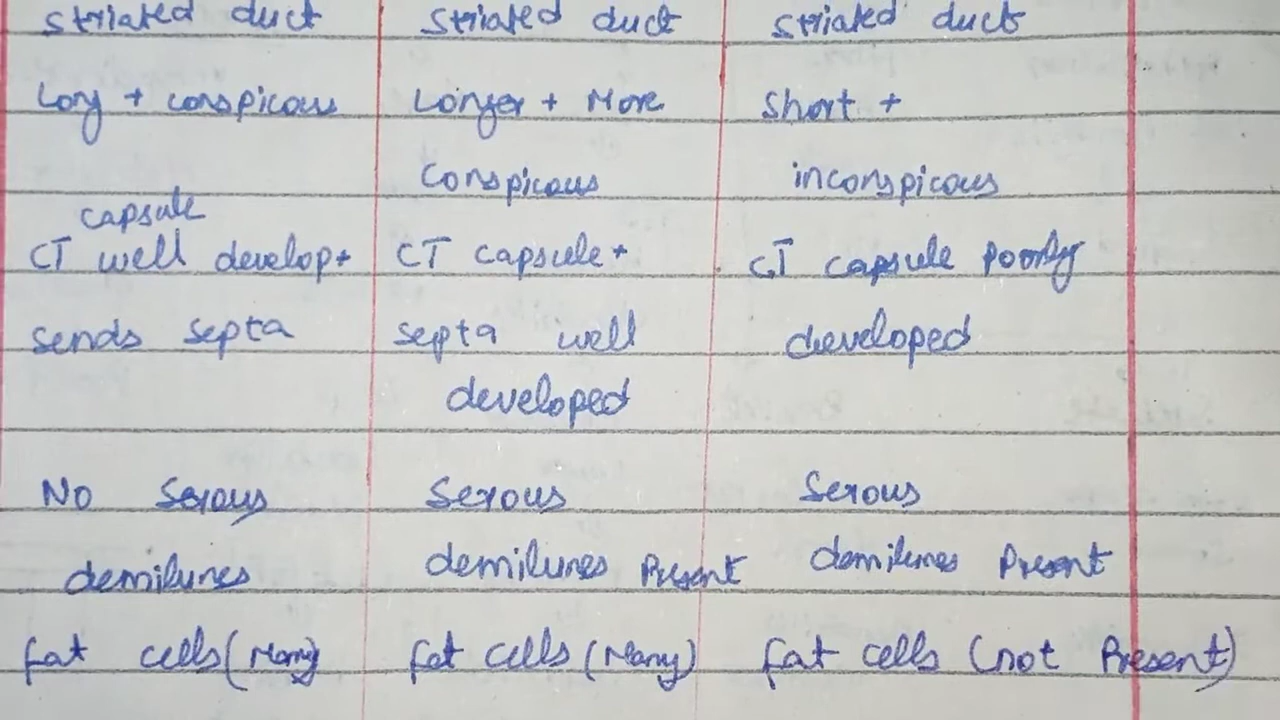 Striated duct Striated duct Striated duct
Long + conspicous Longer + More Short +
Conspicous inconspicous
capsule
CT well develop+ CT capsule+ CT capsule poorly
sends septa septa well developed
developed
No Serous Serous Serous
demilunes demilunes Present demilunes Present
fat cells (Many) fat cells (Many) fat cells (not Present)